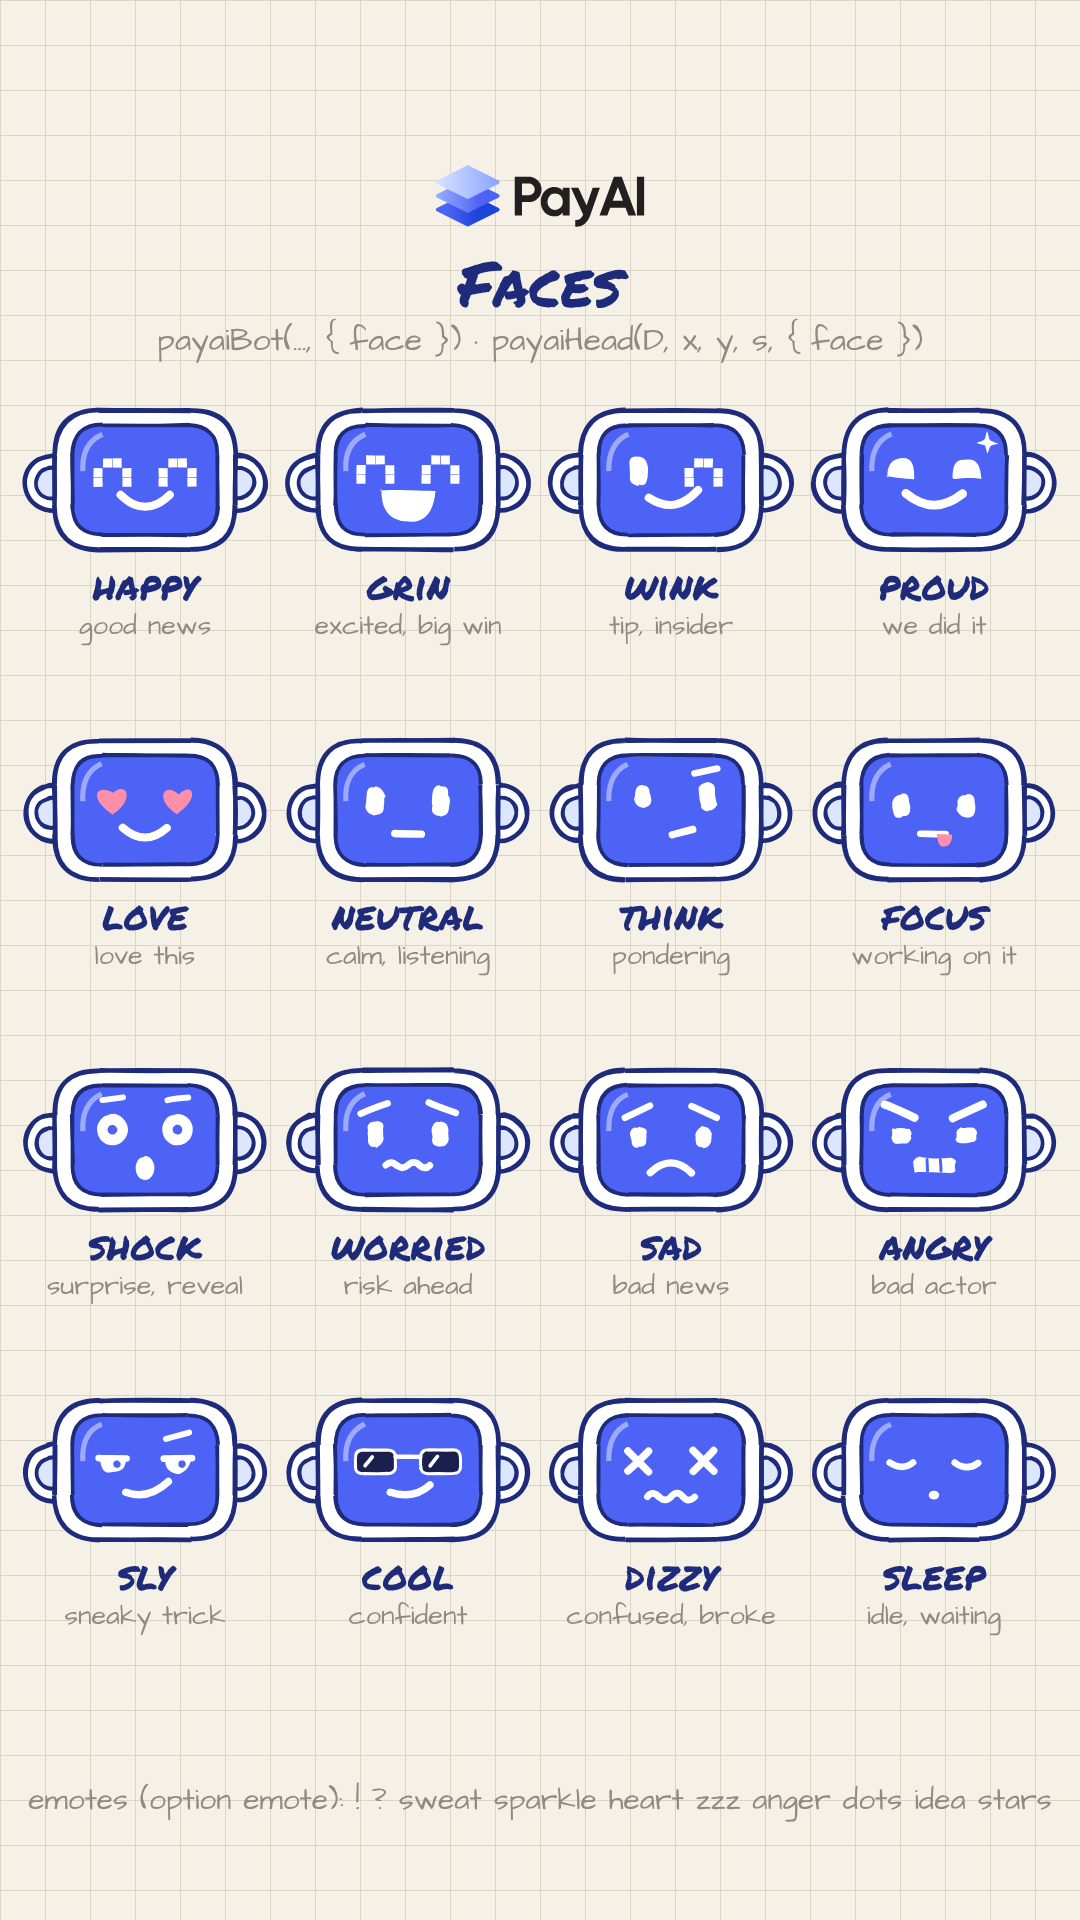 PayAI
FACES
payaiBot(..., { face }) · payaiHead(D, x, y, s, { face })
HAPPY GRIN WINK PROUD
good news excited, big win tip, insider we did it
LOVE NEUTRAL THINK FOCUS
love this calm, listening pondering working on it
SHOCK WORRIED SAD ANGRY
surprise, reveal risk ahead bad news bad actor
SLY COOL DIZZY SLEEP
sneaky trick confident confused, broke idle, waiting
emotes (option emote): ! ? sweat sparkle heart zzz anger dots idea stars